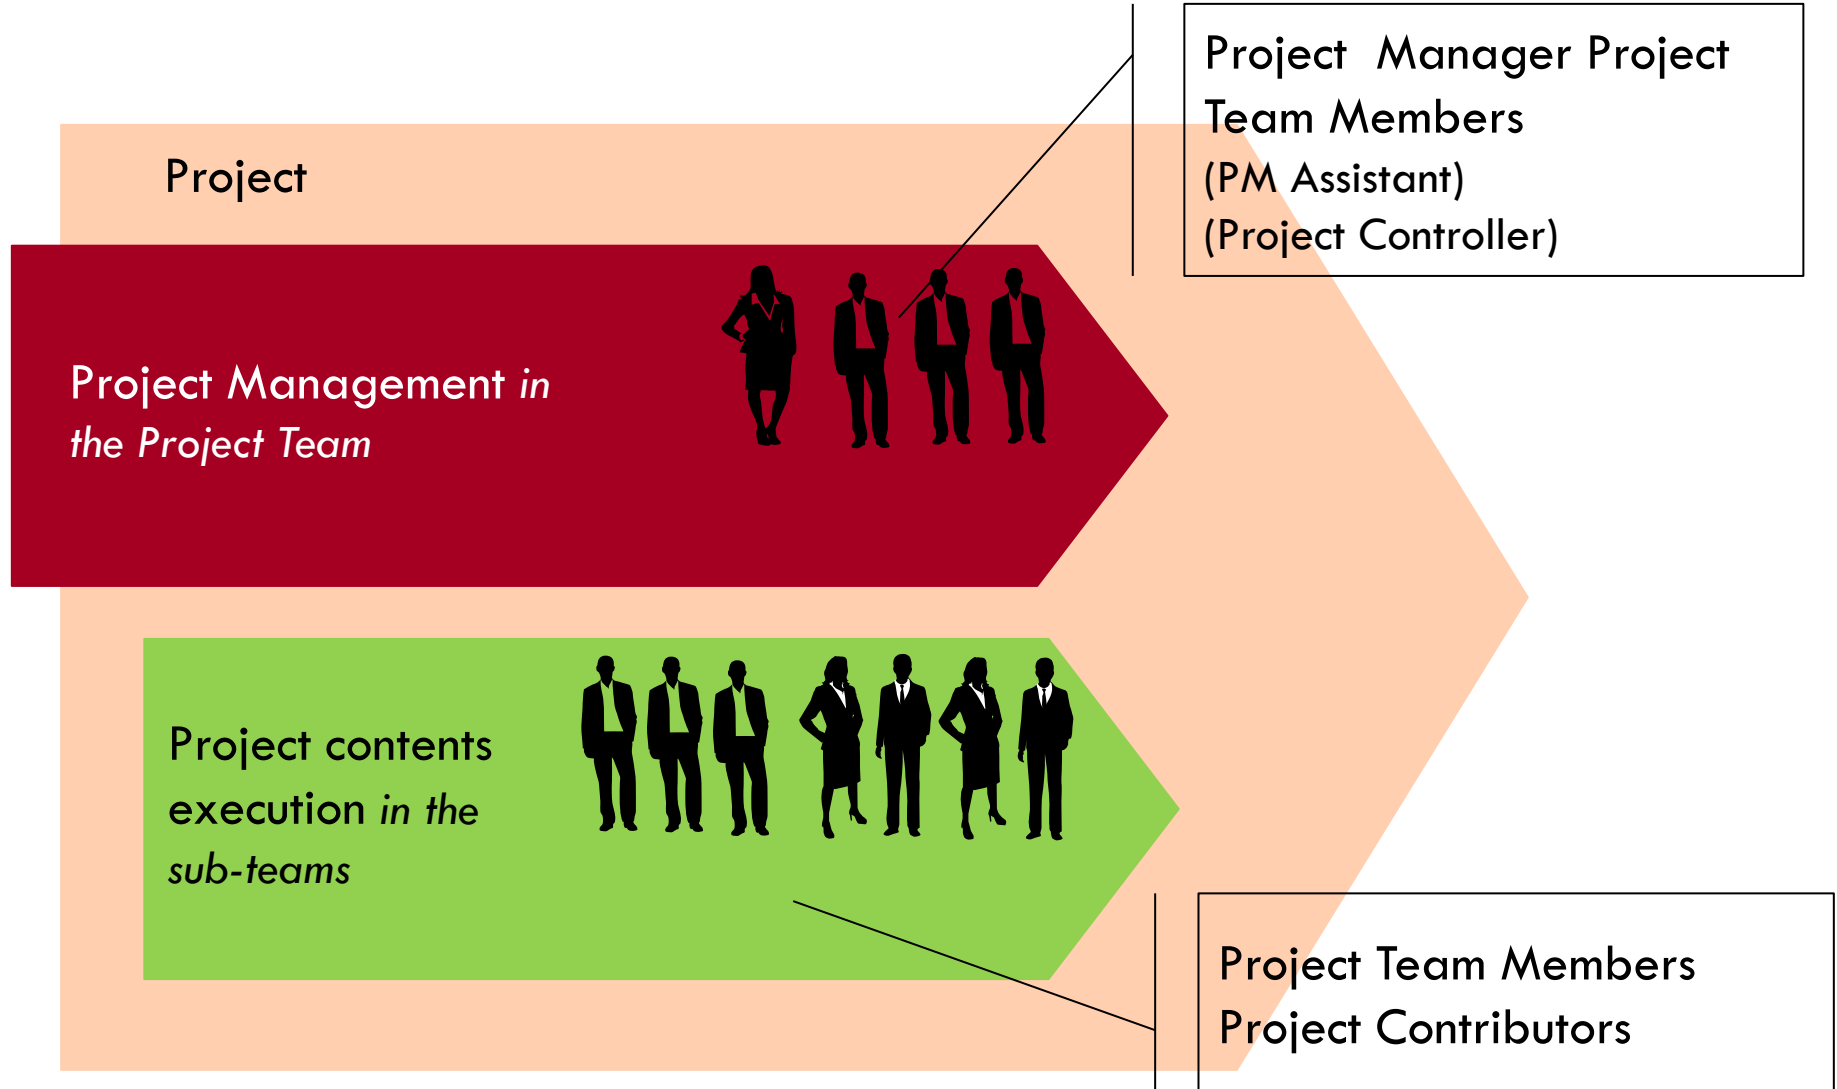 Project  Manager Project
Team Members
(PM Assistant)
(Project Controller)
Project
Project Management in
the Project Team
Project contents
execution in the
sub-teams
Project Team Members
Project Contributors